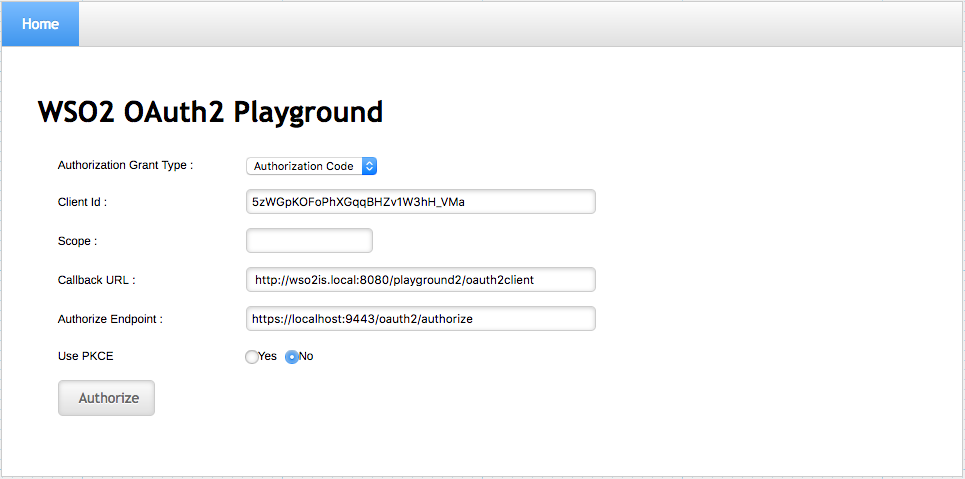 Home
WSO2 OAuth2 Playground
Authorization Grant Type : Authorization Code
Client Id : 5zWGpKOFoPhXGqqBHZv1W3hH_VMa
Scope :
Callback URL : http://wso2is.local:8080/playground2/oauth2client
Authorize Endpoint : https://localhost:9443/oauth2/authorize
Use PKCE Yes No
Authorize